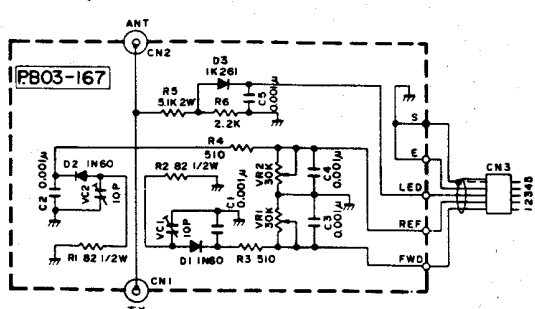 ANT
CN2
PB03-167
D3
1K261
R5
5.1K 2W
R6
2.2K
C5
0.001μ
S
E
CN3
LED
12345
REF
FWD
R4
510
D2 1N60
R2 82 1/2W
0.001μ
C2
VC2
10P
VC1
10P
C1
0.001μ
VR2
30K
C4
0.001μ
VR1
30K
C3
0.001μ
R1 82 1/2W
D1 1N60
R3 510
CN1